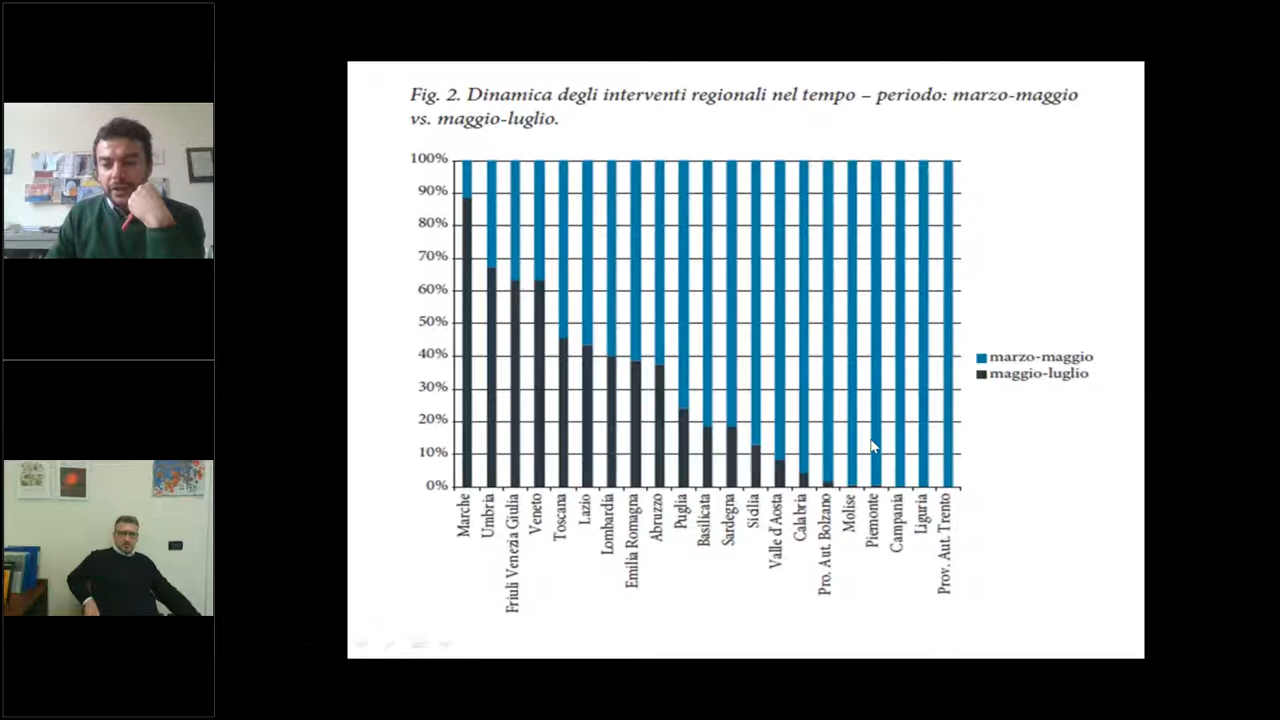 Fig. 2. Dinamica degli interventi regionali nel tempo – periodo: marzo-maggio
vs. maggio-luglio.
100%
90%
80%
70%
60%
50%
40%
30%
20%
10%
0%
marzo-maggio
maggio-luglio
Marche
Umbria
Friuli Venezia Giulia
Veneto
Toscana
Lazio
Lombardia
Emilia Romagna
Abruzzo
Puglia
Basilicata
Sardegna
Sicilia
Valle d'Aosta
Calabria
Pro. Aut. Bolzano
Molise
Piemonte
Campania
Liguria
Prov. Aut. Trento